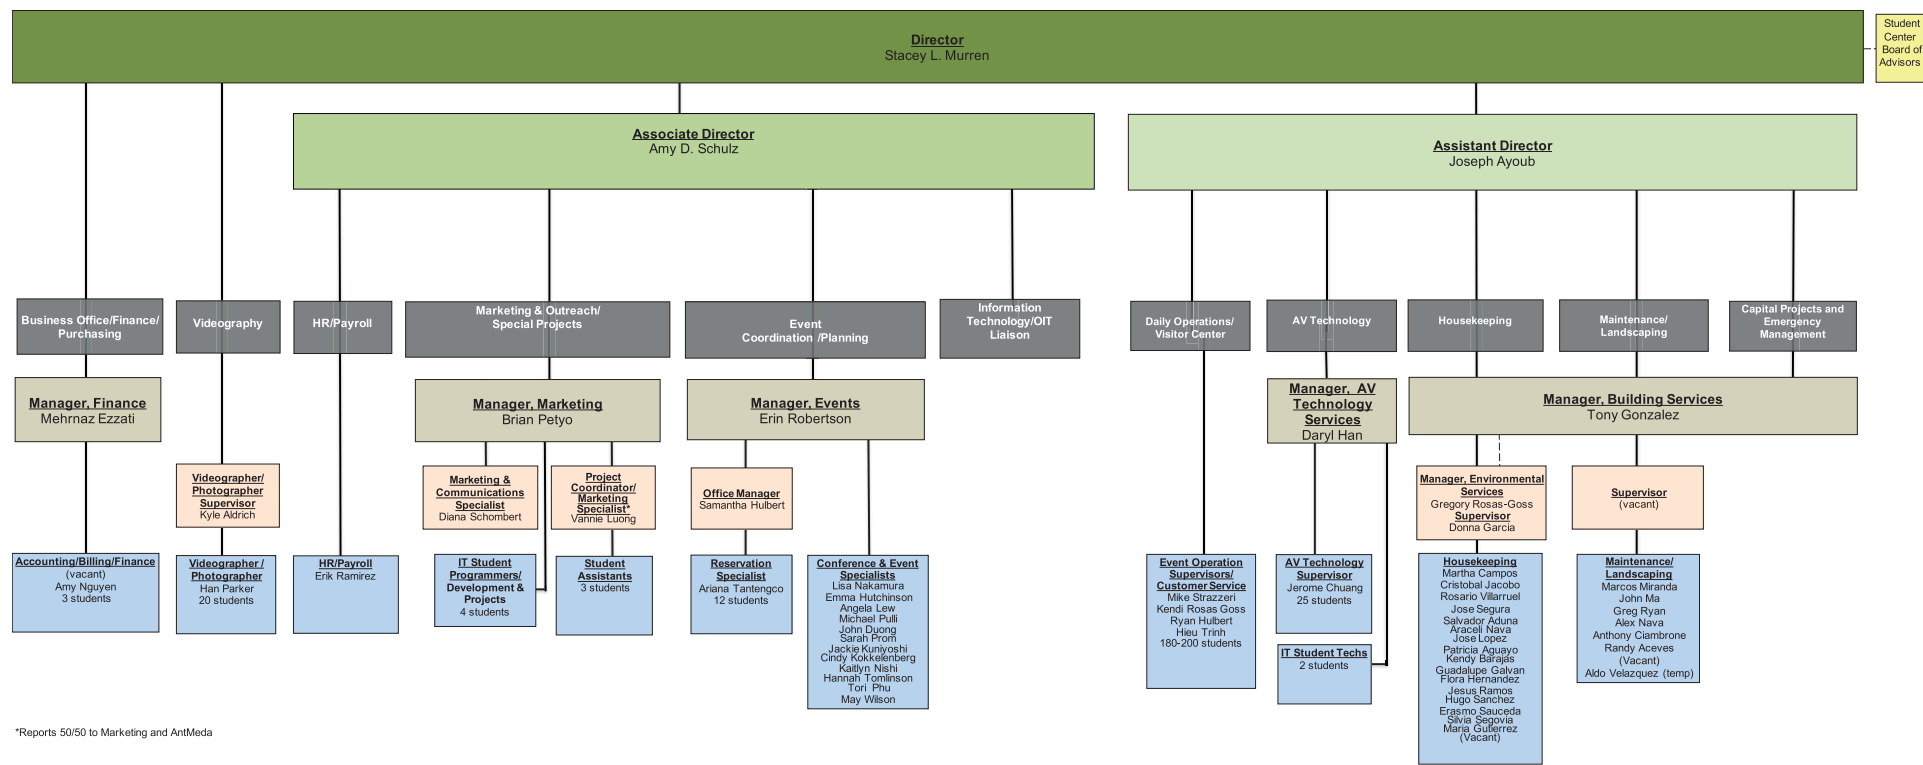 Director
Stacey L. Murren
Student
Center
Board of
Advisors
Associate Director
Amy D. Schulz
Assistant Director
Joseph Ayoub
Business Office/Finance/
Purchasing
Videography
HR/Payroll
Marketing & Outreach/
Special Projects
Event
Coordination /Planning
Information
Technology/OIT
Liaison
Daily Operations/
Visitor Center
AV Technology
Housekeeping
Maintenance/
Landscaping
Capital Projects and
Emergency
Management
Manager, Finance
Mehrnaz Ezzati
Manager, Marketing
Brian Petyo
Manager, Events
Erin Robertson
Manager, AV
Technology
Services
Daryl Han
Manager, Building Services
Tony Gonzalez
Videographer/
Photographer
Supervisor
Kyle Aldrich
Marketing &
Communications
Specialist
Diana Schombert
Project
Coordinator/
Marketing
Specialist*
Vannie Luong
Office Manager
Samantha Hulbert
Manager, Environmental
Services
Gregory Rosas-Goss
Supervisor
Donna Garcia
Supervisor
(vacant)
Accounting/Billing/Finance
(vacant)
Amy Nguyen
3 students
Videographer /
Photographer
Han Parker
20 students
HR/Payroll
Erik Ramirez
IT Student
Programmers/
Development &
Projects
4 students
Student
Assistants
3 students
Reservation
Specialist
Ariana Tantengco
12 students
Conference & Event
Specialists
Lisa Nakamura
Emma Hutchinson
Angela Lew
Michael Pulli
John Duong
Sarah Prom
Jackie Kuniyoshi
Cindy Kokkelenberg
Kaitlyn Nishi
Hannah Tomlinson
Tori Phu
May Wilson
Event Operation
Supervisors/
Customer Service
Mike Strazzeri
Kendi Rosas Goss
Ryan Hulbert
Hieu Trinh
180-200 students
AV Technology
Supervisor
Jerome Chuang
25 students
IT Student Techs
2 students
Housekeeping
Martha Campos
Cristobal Jacobo
Rosario Villarruel
Jose Segura
Salvador Aduna
Araceli Nava
Jose Lopez
Patricia Aguayo
Kendy Barajas
Guadalupe Galvan
Flora Hernandez
Jesus Ramos
Hugo Sanchez
Erasmo Sauceda
Silvia Segovia
Maria Gutierrez
(Vacant)
Maintenance/
Landscaping
Marcos Miranda
John Ma
Greg Ryan
Alex Nava
Anthony Ciambrone
Randy Aceves
(Vacant)
Aldo Velazquez (temp)
*Reports 50/50 to Marketing and AntMeda